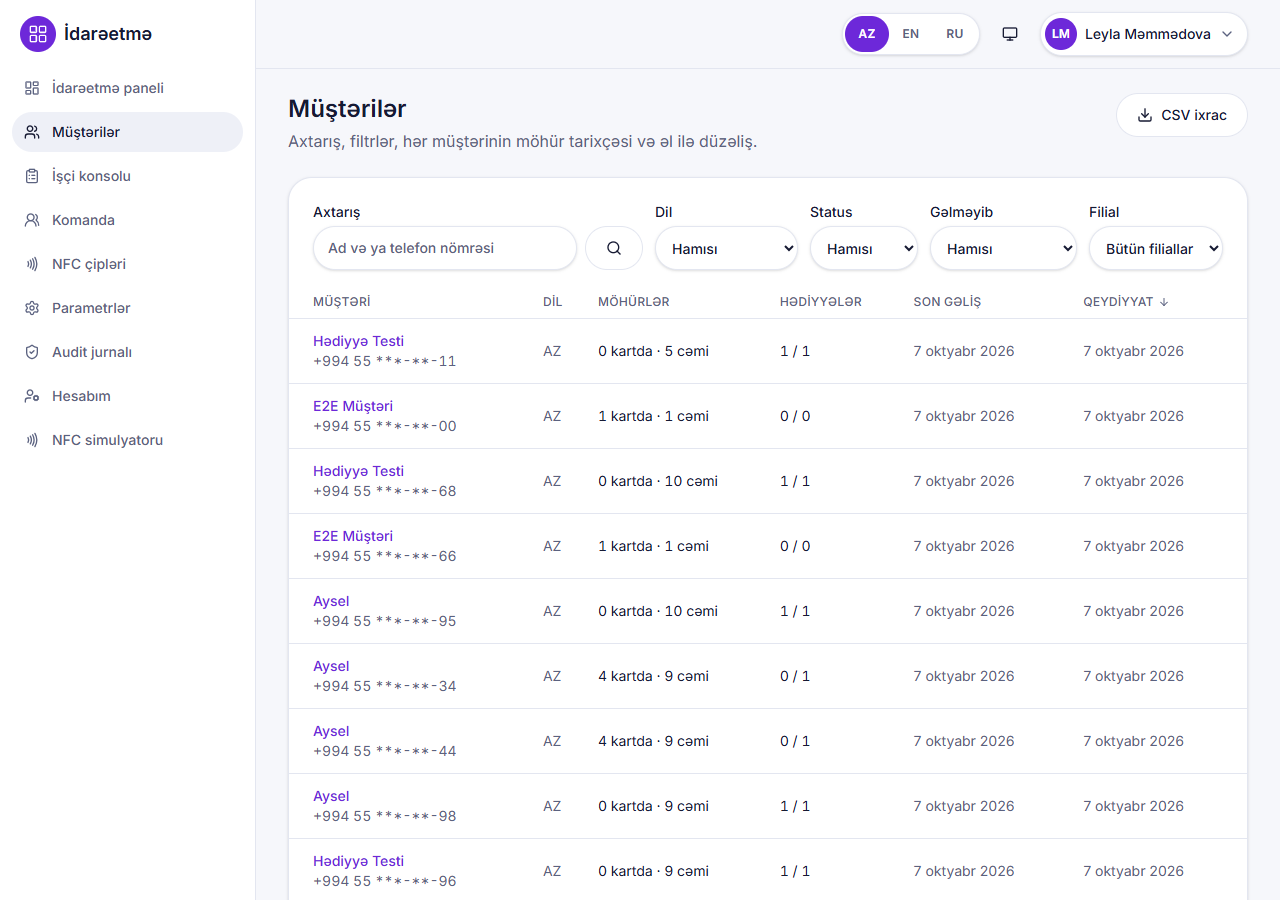 İdarəetmə
AZ EN RU
LM Leyla Məmmədova
İdarəetmə paneli
Müştərilər
İşçi konsolu
Komanda
NFC çipləri
Parametrlər
Audit jurnalı
Hesabım
NFC simulyatoru
Müştərilər
Axtarış, filtrlər, hər müştərinin möhür tarixçəsi və əl ilə düzəliş.
CSV ixrac
Axtarış Dil Status Gəlməyib Filial
Ad və ya telefon nömrəsi Hamısı Hamısı Hamısı Bütün filiallar
MÜŞTƏRİ DİL MÖHÜRLƏR HƏDİYYƏLƏR SON GƏLİŞ QEYDİYYAT ↓
Hədiyyə Testi
+994 55 ***-**-11 AZ 0 kartda · 5 cəmi 1 / 1 7 oktyabr 2026 7 oktyabr 2026
E2E Müştəri
+994 55 ***-**-00 AZ 1 kartda · 1 cəmi 0 / 0 7 oktyabr 2026 7 oktyabr 2026
Hədiyyə Testi
+994 55 ***-**-68 AZ 0 kartda · 10 cəmi 1 / 1 7 oktyabr 2026 7 oktyabr 2026
E2E Müştəri
+994 55 ***-**-66 AZ 1 kartda · 1 cəmi 0 / 0 7 oktyabr 2026 7 oktyabr 2026
Aysel
+994 55 ***-**-95 AZ 0 kartda · 10 cəmi 1 / 1 7 oktyabr 2026 7 oktyabr 2026
Aysel
+994 55 ***-**-34 AZ 4 kartda · 9 cəmi 0 / 1 7 oktyabr 2026 7 oktyabr 2026
Aysel
+994 55 ***-**-44 AZ 4 kartda · 9 cəmi 0 / 1 7 oktyabr 2026 7 oktyabr 2026
Aysel
+994 55 ***-**-98 AZ 0 kartda · 9 cəmi 1 / 1 7 oktyabr 2026 7 oktyabr 2026
Hədiyyə Testi
+994 55 ***-**-96 AZ 0 kartda · 9 cəmi 1 / 1 7 oktyabr 2026 7 oktyabr 2026